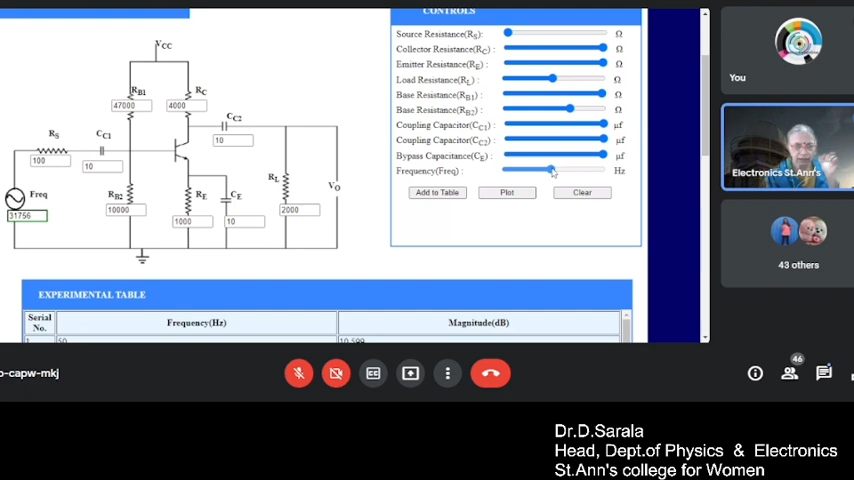 CONTROLS
VCC
RB1
47000
RC
4000
CC2
10
RS
100
CC1
10
Freq
31756
RB2
10000
RE
1000
CE
10
RL
2000
VO
Source Resistance(RS): Ω
Collector Resistance(RC): Ω
Emitter Resistance(RE): Ω
Load Resistance(RL) : Ω
Base Resistance(RB1): Ω
Base Resistance(RB2): Ω
Coupling Capacitor(CC1): μf
Coupling Capacitor(CC2): μf
Bypass Capacitance(CE): μf
Frequency(Freq) : Hz
Add to Table Plot Clear
EXPERIMENTAL TABLE
Serial No. Frequency(Hz) Magnitude(dB)
1 50 10.599
You
Electronics St.Ann's
43 others
o-capw-mkj
CC
46
Dr.D.Sarala
Head, Dept.of Physics & Electronics
St.Ann's college for Women